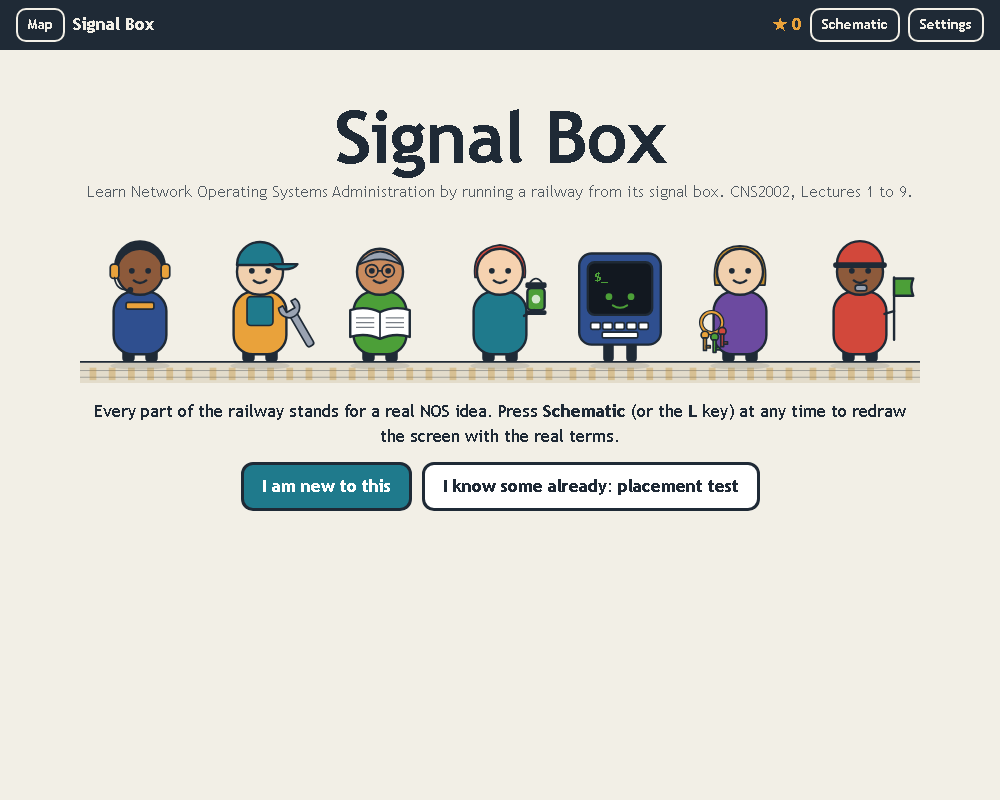 Map
Signal Box
★ 0
Schematic
Settings
Signal Box
Learn Network Operating Systems Administration by running a railway from its signal box. CNS2002, Lectures 1 to 9.
$_
Every part of the railway stands for a real NOS idea. Press Schematic (or the L key) at any time to redraw
the screen with the real terms.
I am new to this
I know some already: placement test